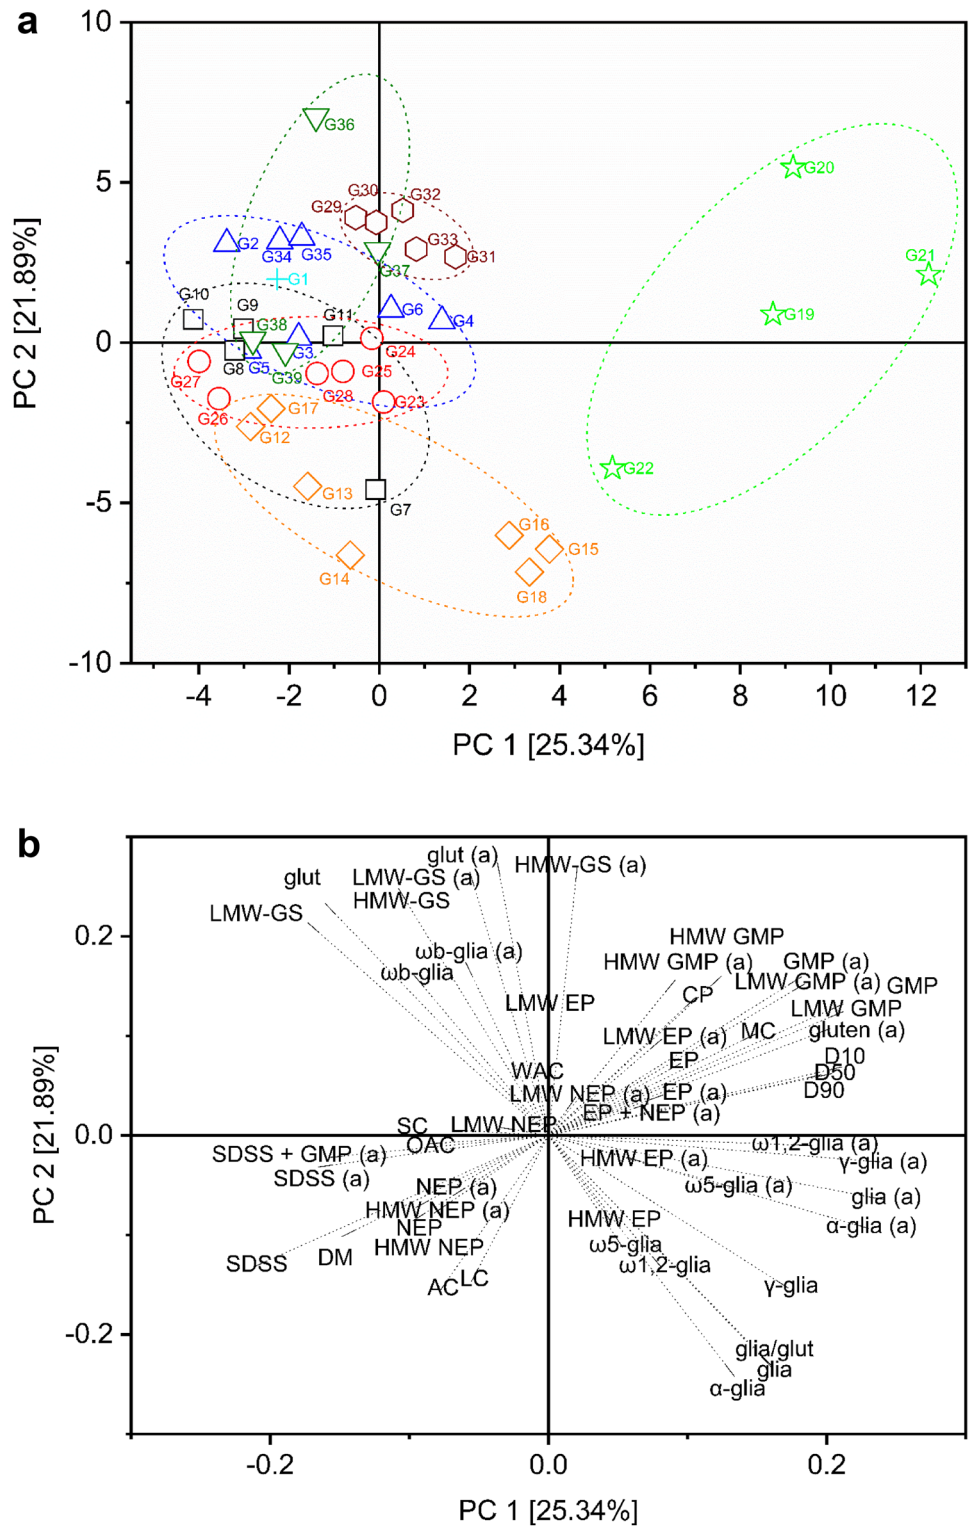 a
10
5
0
-5
-10
PC 2 [21.89%]
G36
G30
G32
G29
G33
G31
G37
G20
G21
G19
G22
G2
G34
G35
G1
G10
G9
G11
G6
G4
G38
G8
G5
G3
G39
G24
G27
G25
G28
G26
G23
G17
G12
G13
G7
G14
G16
G15
G18
-4
-2
0
2
4
6
8
10
12
PC 1 [25.34%]
b
glut (a)
HMW-GS (a)
glut
LMW-GS (a)
HMW-GS
LMW-GS
HMW GMP
ωb-glia (a)
HMW GMP (a)
GMP (a)
ωb-glia
LMW GMP (a)
GMP
CP
LMW EP
LMW GMP
MC
gluten (a)
LMW EP (a)
D10
EP
WAC
D50
D90
LMW NEP (a)
EP (a)
EP + NEP (a)
SC
LMW NEP
OAC
ω1,2-glia (a)
SDSS + GMP (a)
HMW EP (a)
γ-glia (a)
SDSS (a)
NEP (a)
ω5-glia (a)
glia (a)
HMW NEP (a)
α-glia (a)
NEP
HMW EP
HMW NEP
ω5-glia
DM
SDSS
ω1,2-glia
AC
LC
γ-glia
glia/glut
glia
α-glia
0.2
0.0
-0.2
PC 2 [21.89%]
-0.2
0.0
0.2
PC 1 [25.34%]